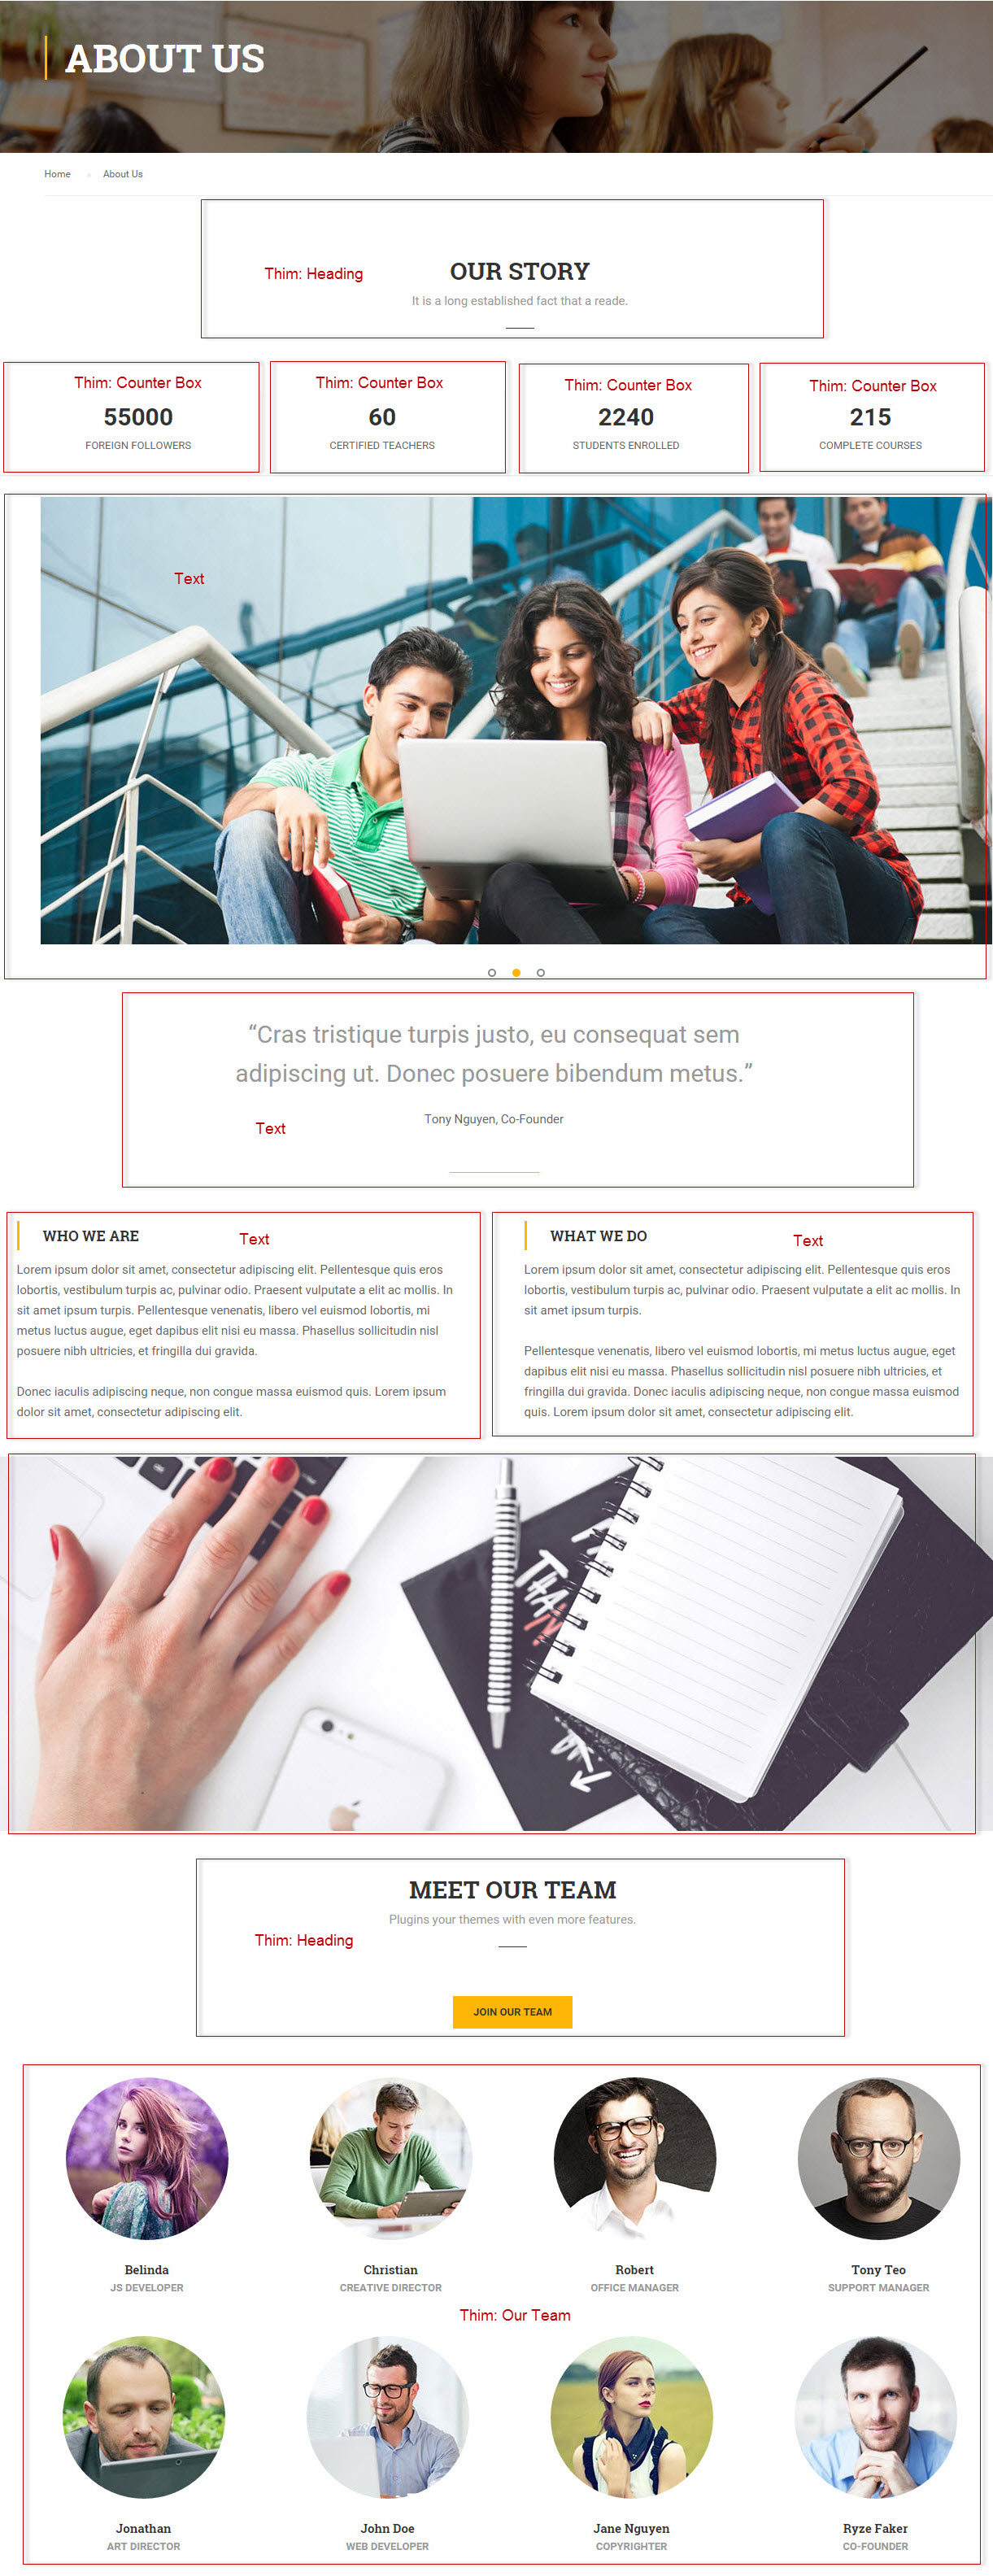 ABOUT US
Home
About Us
Thim: Heading
OUR STORY
It is a long established fact that a reade.
Thim: Counter Box
55000
FOREIGN FOLLOWERS
Thim: Counter Box
60
CERTIFIED TEACHERS
Thim: Counter Box
2240
STUDENTS ENROLLED
Thim: Counter Box
215
COMPLETE COURSES
Text
“Cras tristique turpis justo, eu consequat sem
adipiscing ut. Donec posuere bibendum metus.”
Tony Nguyen, Co-Founder
Text
WHO WE ARE
Text
Lorem ipsum dolor sit amet, consectetur adipiscing elit. Pellentesque quis eros
lobortis, vestibulum turpis ac, pulvinar odio. Praesent vulputate a elit ac mollis. In
sit amet ipsum turpis. Pellentesque venenatis, libero vel euismod lobortis, mi
metus luctus augue, eget dapibus elit nisi eu massa. Phasellus sollicitudin nisl
posuere nibh ultricies, et fringilla dui gravida.
Donec iaculis adipiscing neque, non congue massa euismod quis. Lorem ipsum
dolor sit amet, consectetur adipiscing elit.
WHAT WE DO
Text
Lorem ipsum dolor sit amet, consectetur adipiscing elit. Pellentesque quis eros
lobortis, vestibulum turpis ac, pulvinar odio. Praesent vulputate a elit ac mollis. In
sit amet ipsum turpis.
Pellentesque venenatis, libero vel euismod lobortis, mi metus luctus augue, eget
dapibus elit nisi eu massa. Phasellus sollicitudin nisl posuere nibh ultricies, et
fringilla dui gravida. Donec iaculis adipiscing neque, non congue massa euismod
quis. Lorem ipsum dolor sit amet, consectetur adipiscing elit.
MEET OUR TEAM
Plugins your themes with even more features.
Thim: Heading
JOIN OUR TEAM
Belinda
JS DEVELOPER
Christian
CREATIVE DIRECTOR
Robert
OFFICE MANAGER
Tony Teo
SUPPORT MANAGER
Thim: Our Team
Jonathan
ART DIRECTOR
John Doe
WEB DEVELOPER
Jane Nguyen
COPYRIGHTER
Ryze Faker
CO-FOUNDER